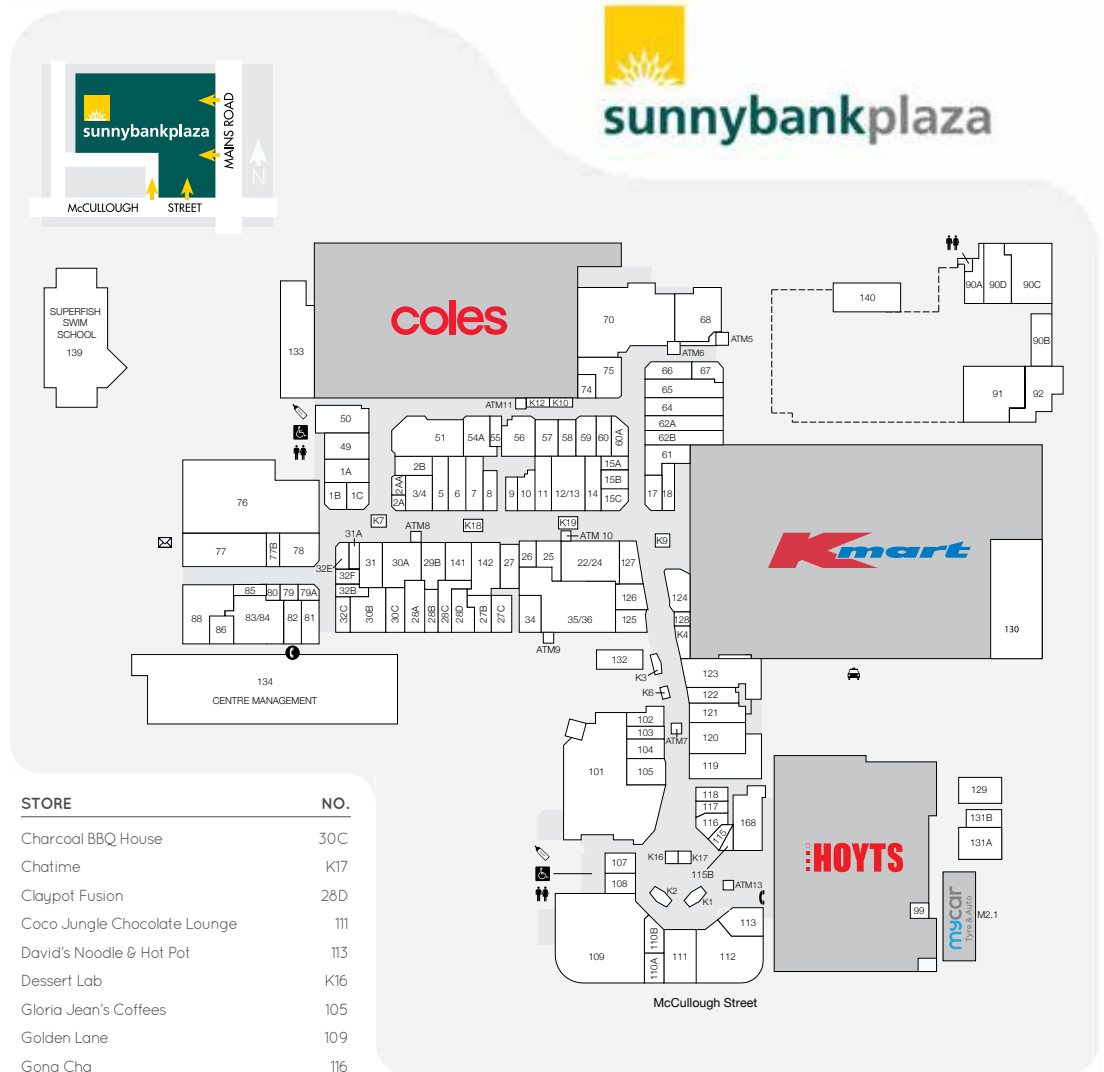 sunnybankplaza
sunnybankplaza
MAINS ROAD
N
McCULLOUGH STREET
SUPERFISH
SWIM
SCHOOL
139
133
coles
70
68
ATM5
ATM6
75
74
140
90A
90D
90C
90B
91
92
66
67
65
64
62A
62B
61
17
18
ATM11
K12
K10
50
49
1A
1B
1C
51
54A
55
56
57
58
59
60
60A
2B
2AA
2A
3/4
5
6
7
8
9
10
11
12/13
14
15A
15B
15C
76
77
77B
78
K7
ATM8
K18
K19
ATM 10
K9
Kmart
130
31A
32E
32F
32B
32C
31
30A
29B
141
142
27
26
25
22/24
127
126
125
30B
30C
28A
28B
28C
28D
27B
27C
34
35/36
ATM9
124
128
K4
85
80
79
79A
88
86
83/84
82
81
134
CENTRE MANAGEMENT
132
K3
K6
123
122
121
120
119
ATM7
102
103
104
105
101
118
117
116
115
168
115B
K16
K17
K2
K1
ATM13
107
108
109
110B
110A
111
112
113
HOYTS
99
129
131B
131A
mycar
Tyre & Auto
M2.1
McCullough Street
STORE NO.
Charcoal BBQ House 30C
Chatime K17
Claypot Fusion 28D
Coco Jungle Chocolate Lounge 111
David's Noodle & Hot Pot 113
Dessert Lab K16
Gloria Jean's Coffees 105
Golden Lane 109
Gong Cha 116